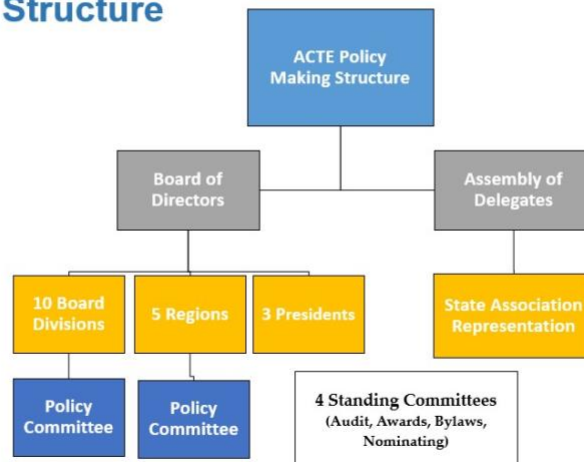 Structure
ACTE Policy
Making Structure
Board of
Directors
Assembly of
Delegates
10 Board
Divisions
5 Regions
3 Presidents
State Association
Representation
Policy
Committee
Policy
Committee
4 Standing Committees
(Audit, Awards, Bylaws,
Nominating)